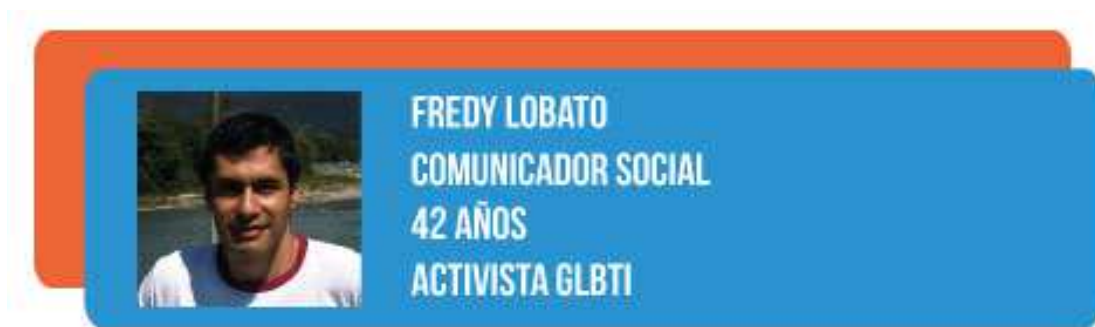 FREDY LOBATO
COMUNICADOR SOCIAL
42 AÑOS
ACTIVISTA GLBTI